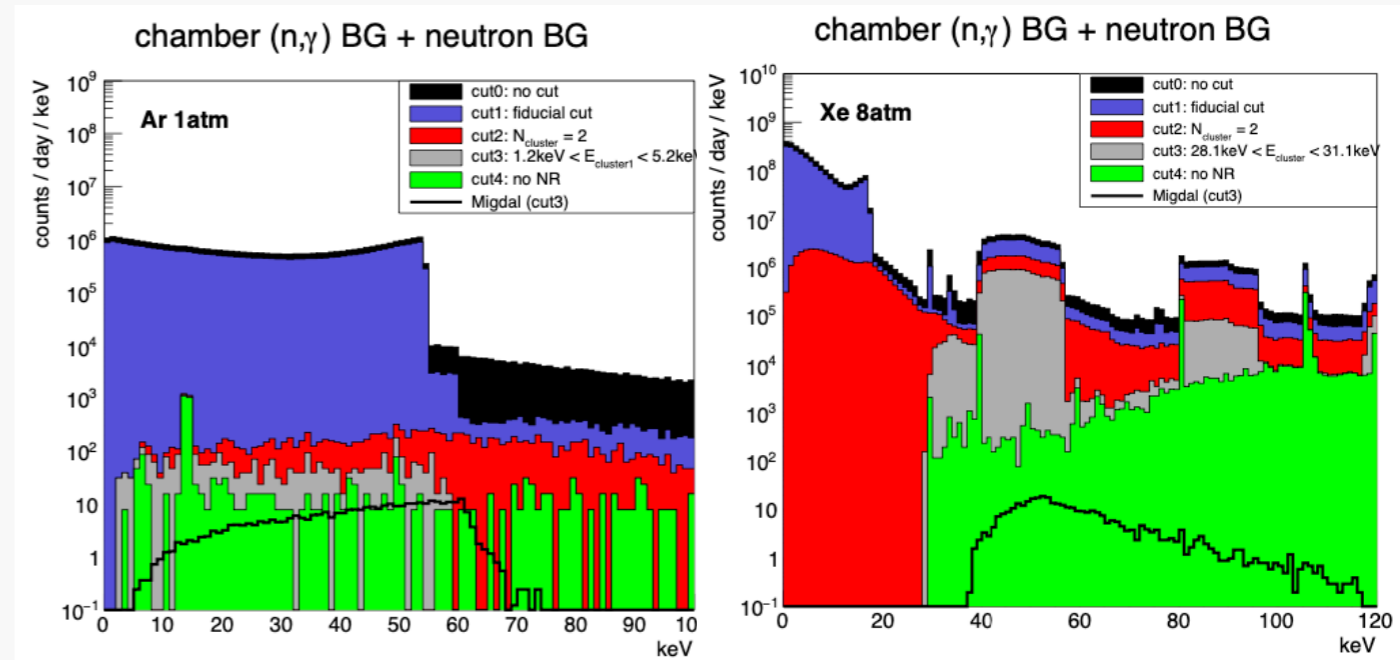 chamber (n,γ) BG + neutron BG
counts / day / keV
10⁹
10⁸
10⁷
10⁶
10⁵
10⁴
10³
10²
10
1
10⁻¹
Ar 1atm
cut0: no cut
cut1: fiducial cut
cut2: N_cluster = 2
cut3: 1.2keV < E_cluster1 < 5.2keV
cut4: no NR
Migdal (cut3)
0 10 20 30 40 50 60 70 80 90 10
keV
chamber (n,γ) BG + neutron BG
counts / day / keV
10¹⁰
10⁹
10⁸
10⁷
10⁶
10⁵
10⁴
10³
10²
10
1
10⁻¹
Xe 8atm
cut0: no cut
cut1: fiducial cut
cut2: N_cluster = 2
cut3: 28.1keV < E_cluster < 31.1keV
cut4: no NR
Migdal (cut3)
0 20 40 60 80 100 120
keV